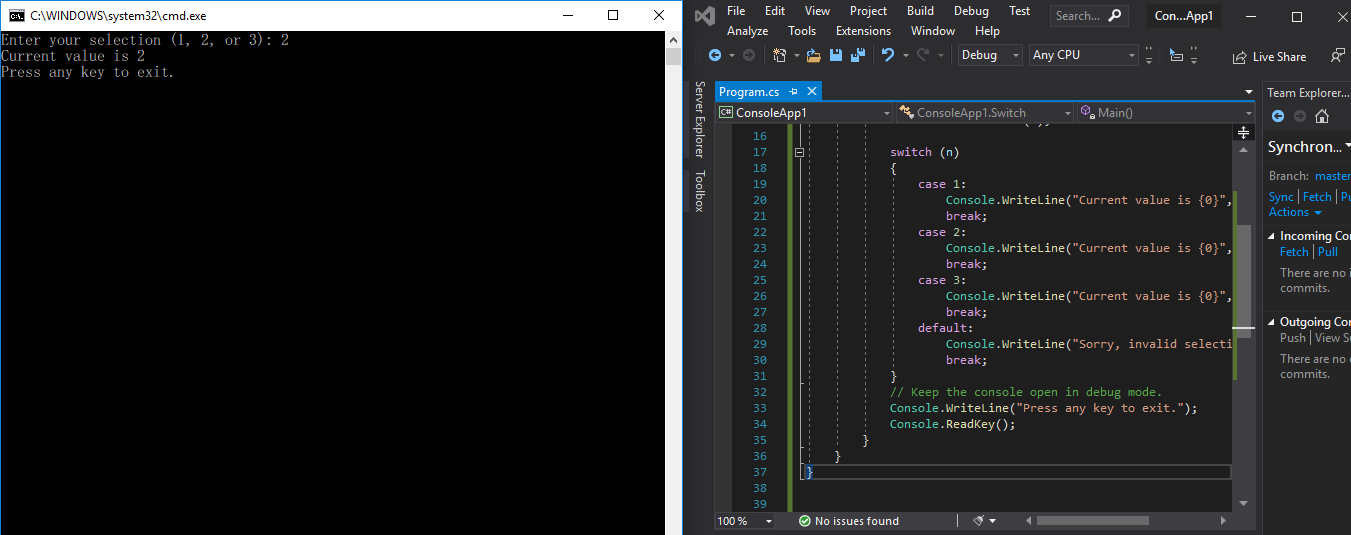 C:\WINDOWS\system32\cmd.exe
Enter your selection (1, 2, or 3): 2
Current value is 2
Press any key to exit.
File Edit View Project Build Debug Test Search... Con...App1
Analyze Tools Extensions Window Help
Debug Any CPU Live Share
Server Explorer
Toolbox
Program.cs
C# ConsoleApp1 ConsoleApp1.Switch Main()
16
17 switch (n)
18 {
19 case 1:
20 Console.WriteLine("Current value is {0}",
21 break;
22 case 2:
23 Console.WriteLine("Current value is {0}",
24 break;
25 case 3:
26 Console.WriteLine("Current value is {0}",
27 break;
28 default:
29 Console.WriteLine("Sorry, invalid selecti
30 break;
31 }
32 // Keep the console open in debug mode.
33 Console.WriteLine("Press any key to exit.");
34 Console.ReadKey();
35 }
36 }
37 }
38
39
100 % No issues found
Team Explorer...
Synchron...
Branch: master
Sync | Fetch | Pu
Actions
Incoming Co
Fetch | Pull
There are no i
commits.
Outgoing Co
Push | View Su
There are no
commits.